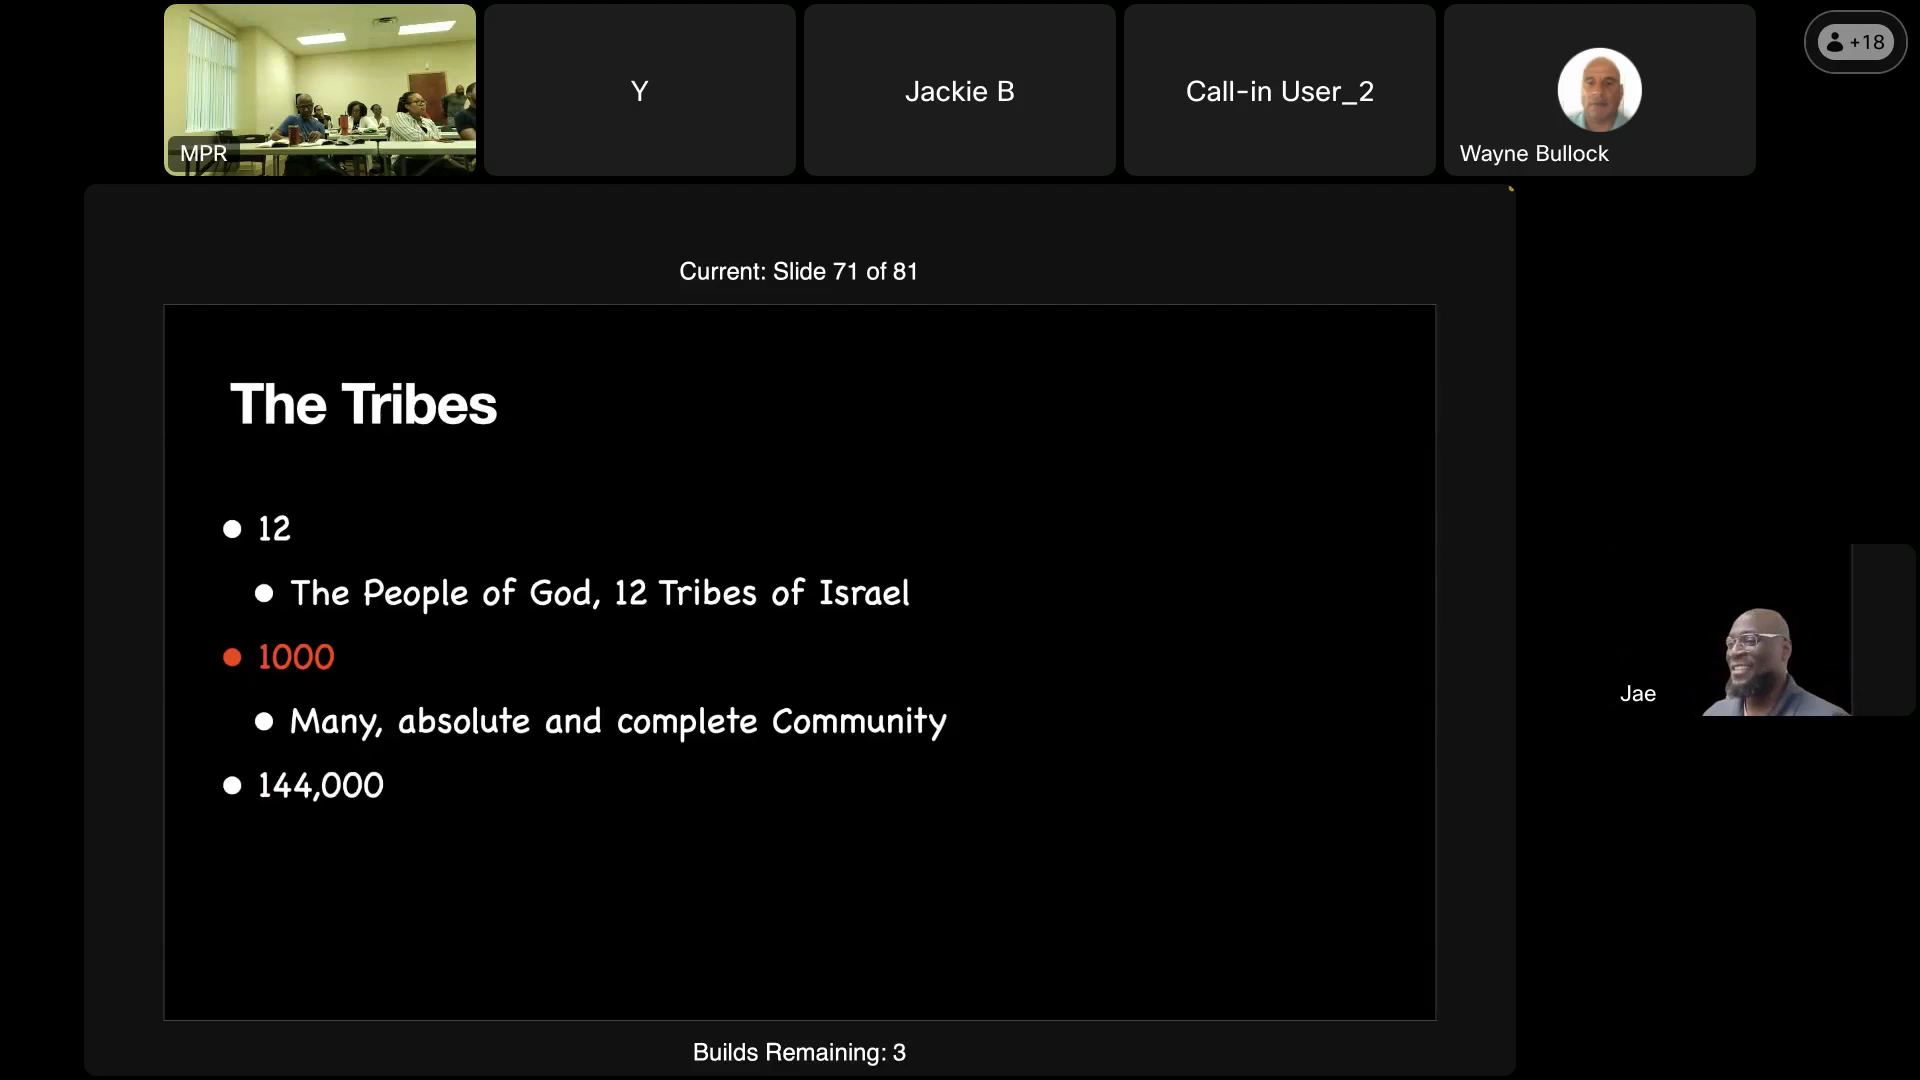 MPR
Y
Jackie B
Call-in User_2
Wayne Bullock
+18
Current: Slide 71 of 81
The Tribes
12
The People of God, 12 Tribes of Israel
1000
Many, absolute and complete Community
144,000
Jae
Builds Remaining: 3